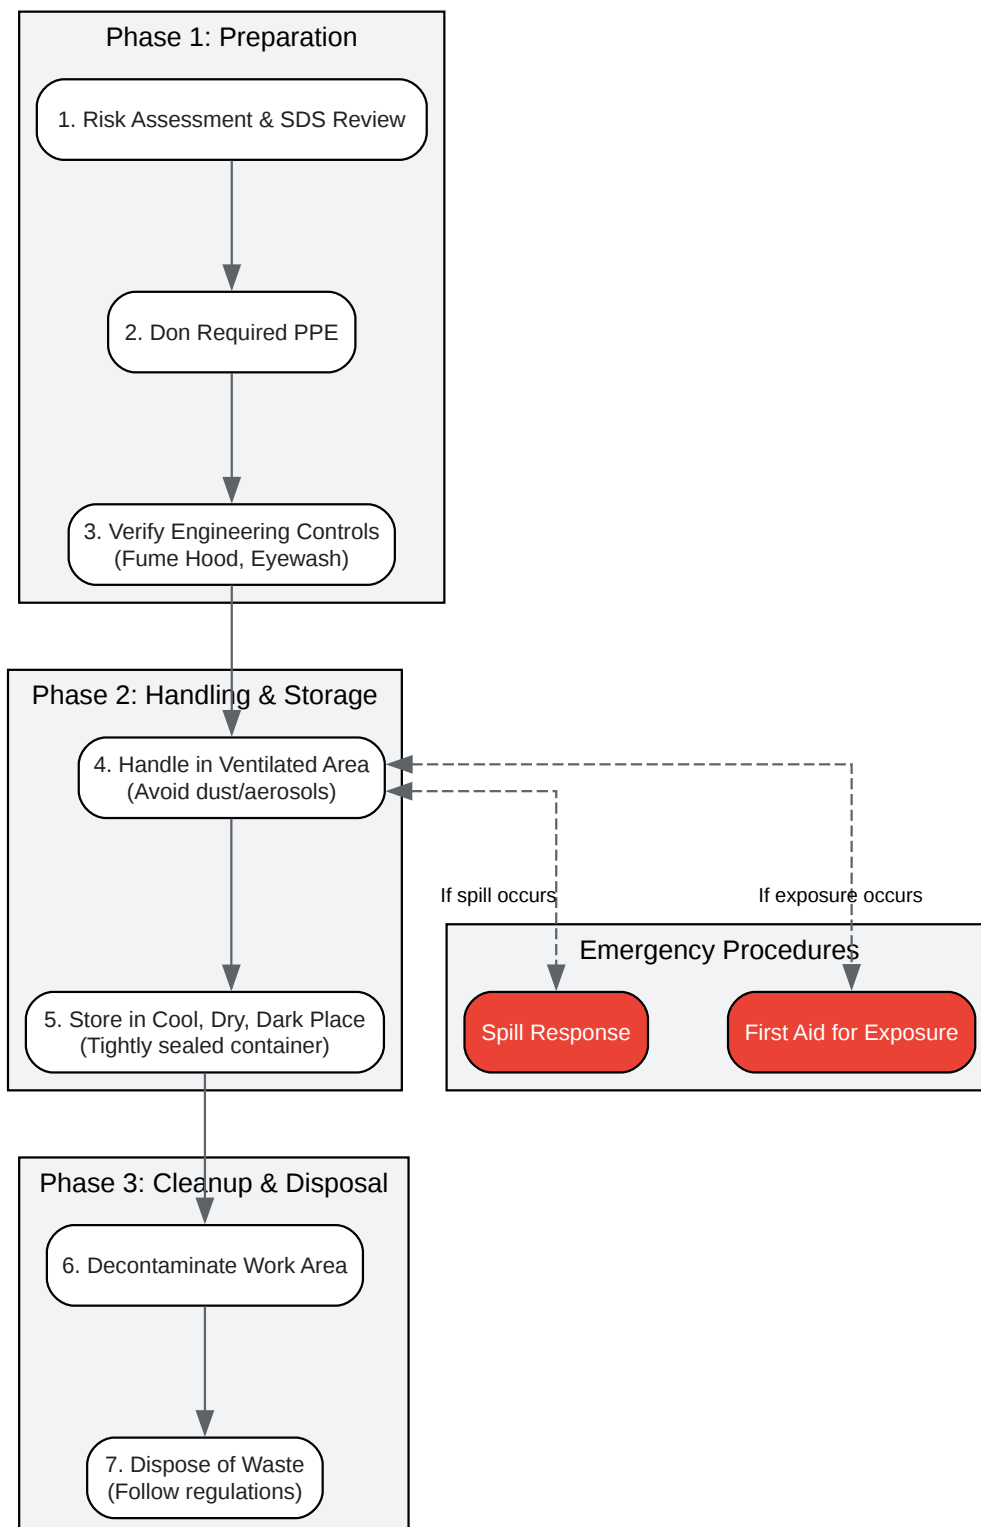 Phase 1: Preparation
1. Risk Assessment & SDS Review
2. Don Required PPE
3. Verify Engineering Controls
(Fume Hood, Eyewash)
Phase 2: Handling & Storage
4. Handle in Ventilated Area
(Avoid dust/aerosols)
If spill occurs
If exposure occurs
Emergency Procedures
Spill Response
First Aid for Exposure
5. Store in Cool, Dry, Dark Place
(Tightly sealed container)
Phase 3: Cleanup & Disposal
6. Decontaminate Work Area
7. Dispose of Waste
(Follow regulations)